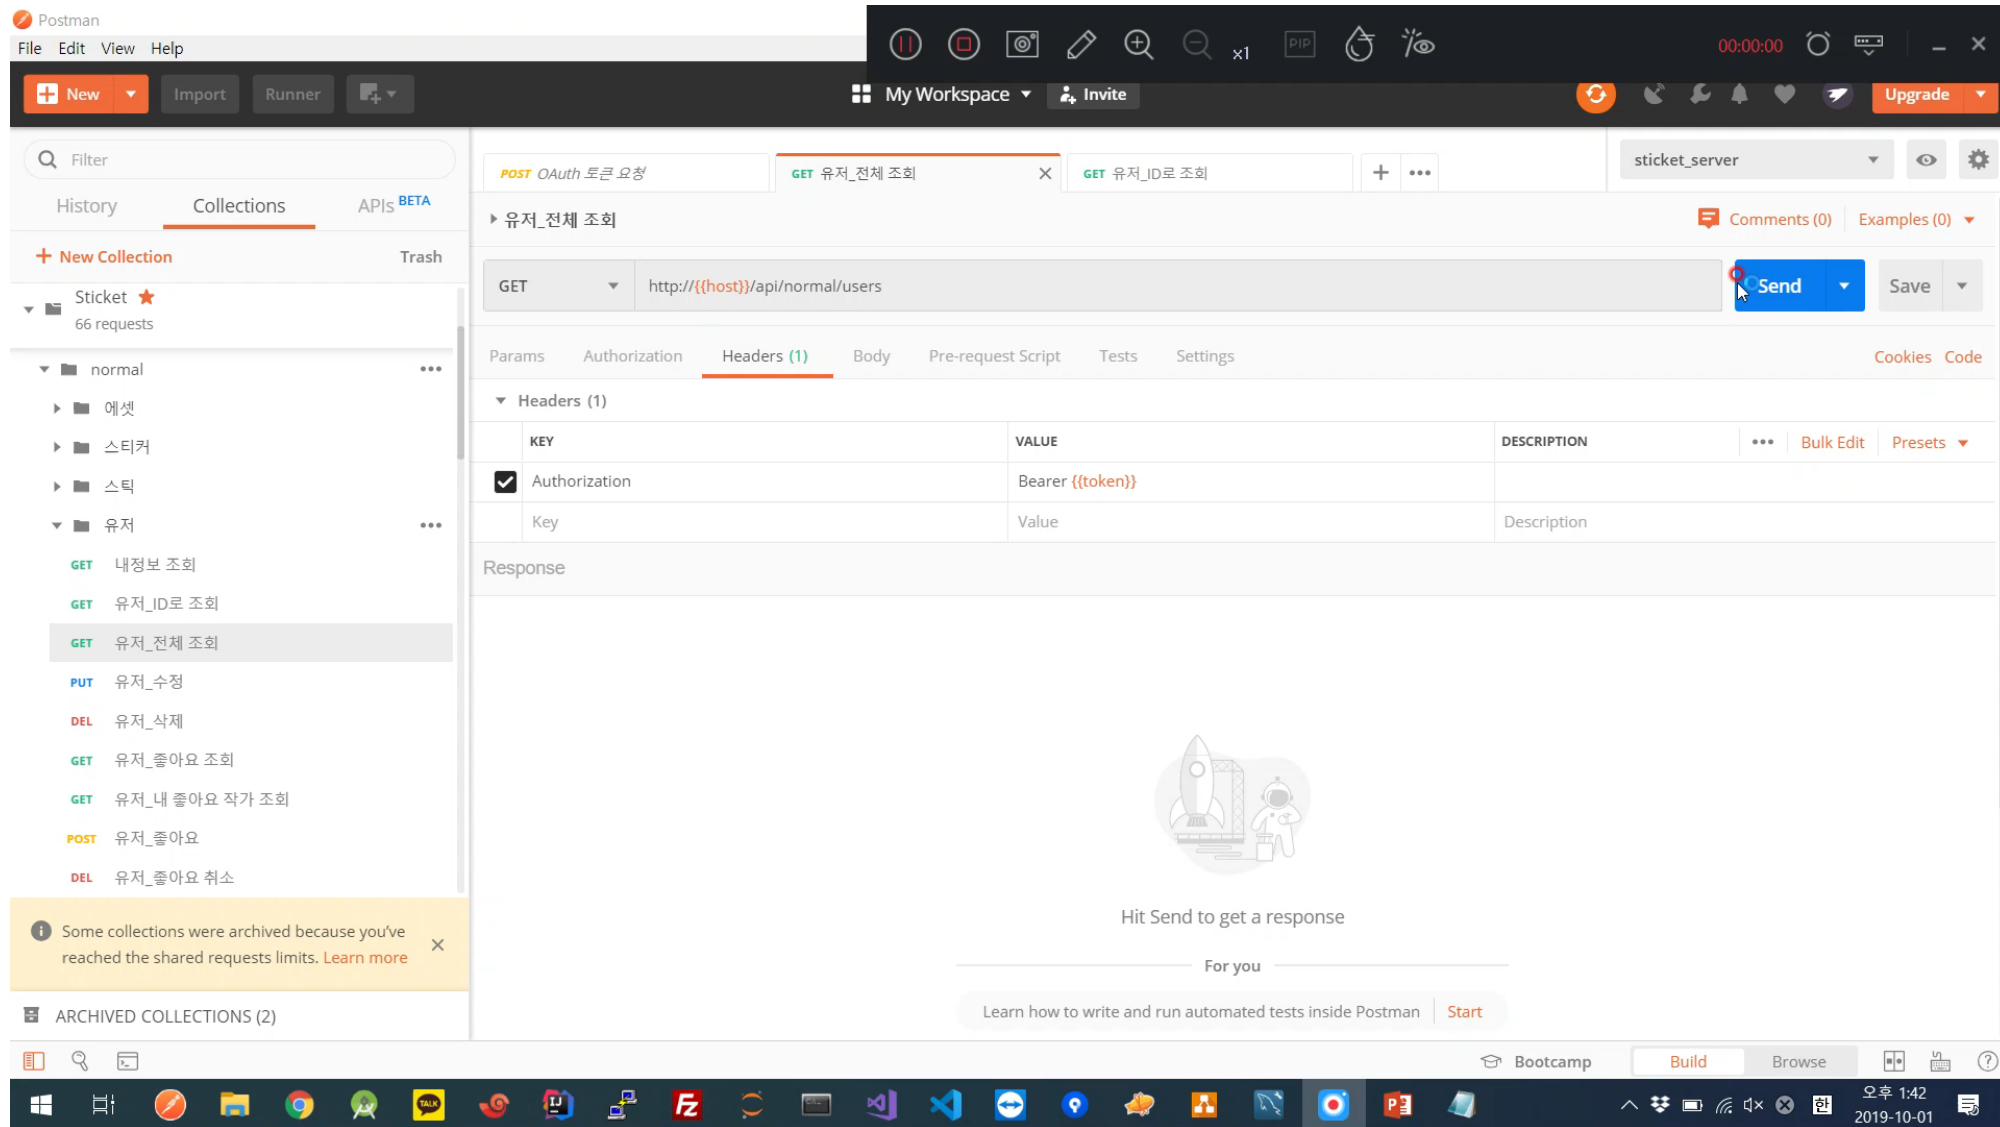 Postman
File Edit View Help
x1 PIP 00:00:00
New Import Runner My Workspace Invite Upgrade
Filter
History Collections APIs BETA
New Collection Trash
Sticket
66 requests
normal
에셋
스티커
스틱
유저
GET 내정보 조회
GET 유저_ID로 조회
GET 유저_전체 조회
PUT 유저_수정
DEL 유저_삭제
GET 유저_좋아요 조회
GET 유저_내 좋아요 작가 조회
POST 유저_좋아요
DEL 유저_좋아요 취소
Some collections were archived because you've
reached the shared requests limits. Learn more
ARCHIVED COLLECTIONS (2)
POST OAuth 토큰 요청 GET 유저_전체 조회 GET 유저_ID로 조회 sticket_server
유저_전체 조회 Comments (0) Examples (0)
GET http://{{host}}/api/normal/users Send Save
Params Authorization Headers (1) Body Pre-request Script Tests Settings Cookies Code
Headers (1)
KEY VALUE DESCRIPTION Bulk Edit Presets
Authorization Bearer {{token}}
Key Value Description
Response
Hit Send to get a response
For you
Learn how to write and run automated tests inside Postman Start
Bootcamp Build Browse
TALK IJ Fz 한 오후 1:42
2019-10-01